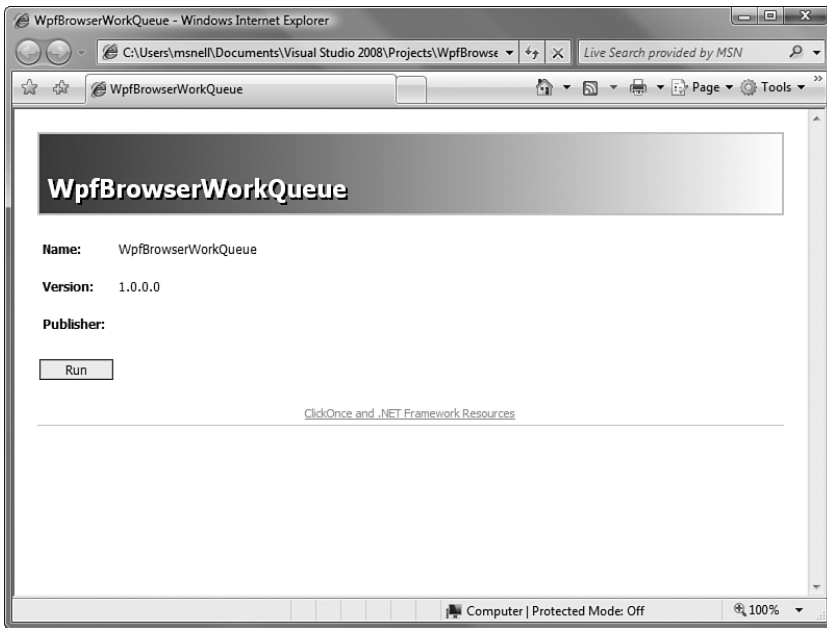 WpfBrowserWorkQueue - Windows Internet Explorer
C:\Users\msnell\Documents\Visual Studio 2008\Projects\WpfBrowse
Live Search provided by MSN
WpfBrowserWorkQueue
Page
Tools
WpfBrowserWorkQueue
Name: WpfBrowserWorkQueue
Version: 1.0.0.0
Publisher:
Run
ClickOnce and .NET Framework Resources
Computer | Protected Mode: Off
100%